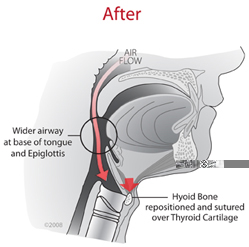 After
AIR
FLOW
Wider airway
at base of tongue
and Epiglottis
Hyoid Bone
repositioned and sutured
over Thyroid Cartilage
©2008